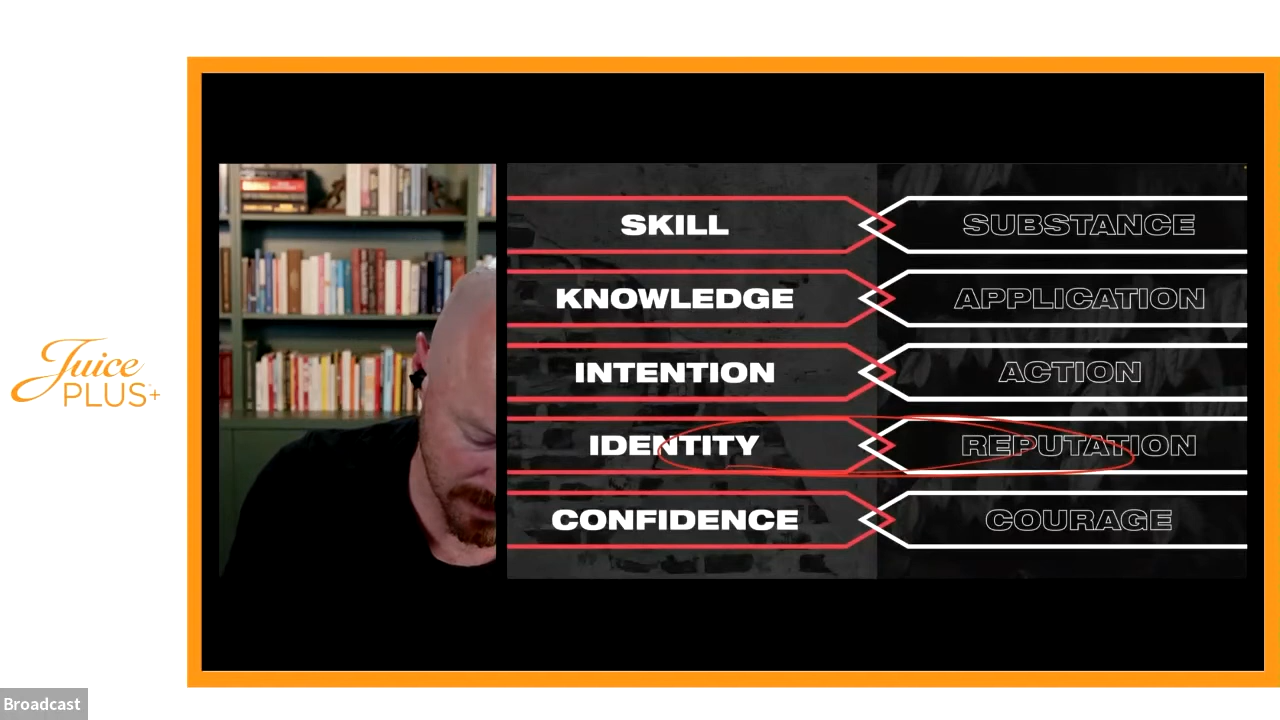 Juice
PLUS+
SKILL
SUBSTANCE
KNOWLEDGE
APPLICATION
INTENTION
ACTION
IDENTITY
REPUTATION
CONFIDENCE
COURAGE
Broadcast